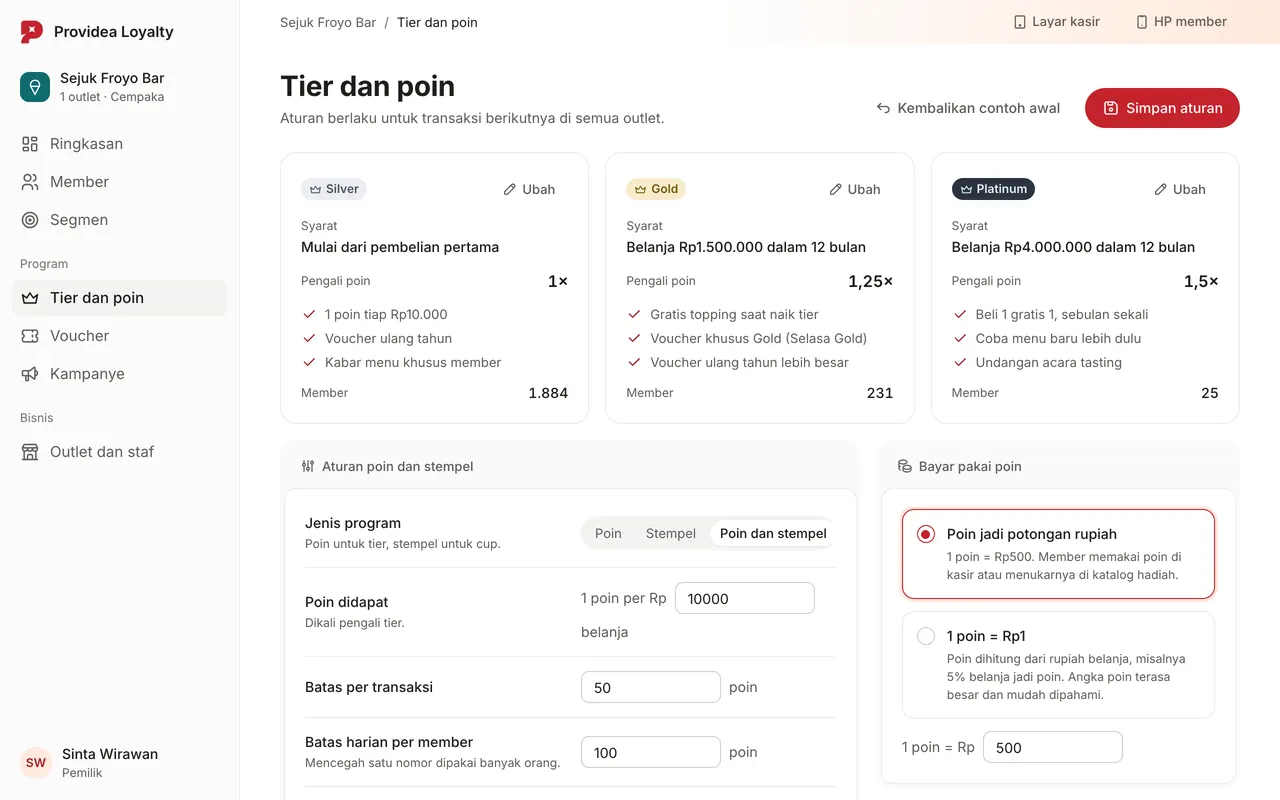 Providea Loyalty
Sejuk Froyo Bar
1 outlet · Cempaka
Ringkasan
Member
Segmen
Program
Tier dan poin
Voucher
Kampanye
Bisnis
Outlet dan staf
SW
Sinta Wirawan
Pemilik
Sejuk Froyo Bar / Tier dan poin
Layar kasir
HP member
Tier dan poin
Aturan berlaku untuk transaksi berikutnya di semua outlet.
Kembalikan contoh awal
Simpan aturan
Silver
Ubah
Syarat
Mulai dari pembelian pertama
Pengali poin 1×
1 poin tiap Rp10.000
Voucher ulang tahun
Kabar menu khusus member
Member 1.884
Gold
Ubah
Syarat
Belanja Rp1.500.000 dalam 12 bulan
Pengali poin 1,25×
Gratis topping saat naik tier
Voucher khusus Gold (Selasa Gold)
Voucher ulang tahun lebih besar
Member 231
Platinum
Ubah
Syarat
Belanja Rp4.000.000 dalam 12 bulan
Pengali poin 1,5×
Beli 1 gratis 1, sebulan sekali
Coba menu baru lebih dulu
Undangan acara tasting
Member 25
Aturan poin dan stempel
Jenis program
Poin untuk tier, stempel untuk cup.
Poin Stempel Poin dan stempel
Poin didapat
Dikali pengali tier.
1 poin per Rp 10000
belanja
Batas per transaksi
50 poin
Batas harian per member
Mencegah satu nomor dipakai banyak orang.
100 poin
Bayar pakai poin
Poin jadi potongan rupiah
1 poin = Rp500. Member memakai poin di
kasir atau menukarnya di katalog hadiah.
1 poin = Rp1
Poin dihitung dari rupiah belanja, misalnya
5% belanja jadi poin. Angka poin terasa
besar dan mudah dipahami.
1 poin = Rp 500